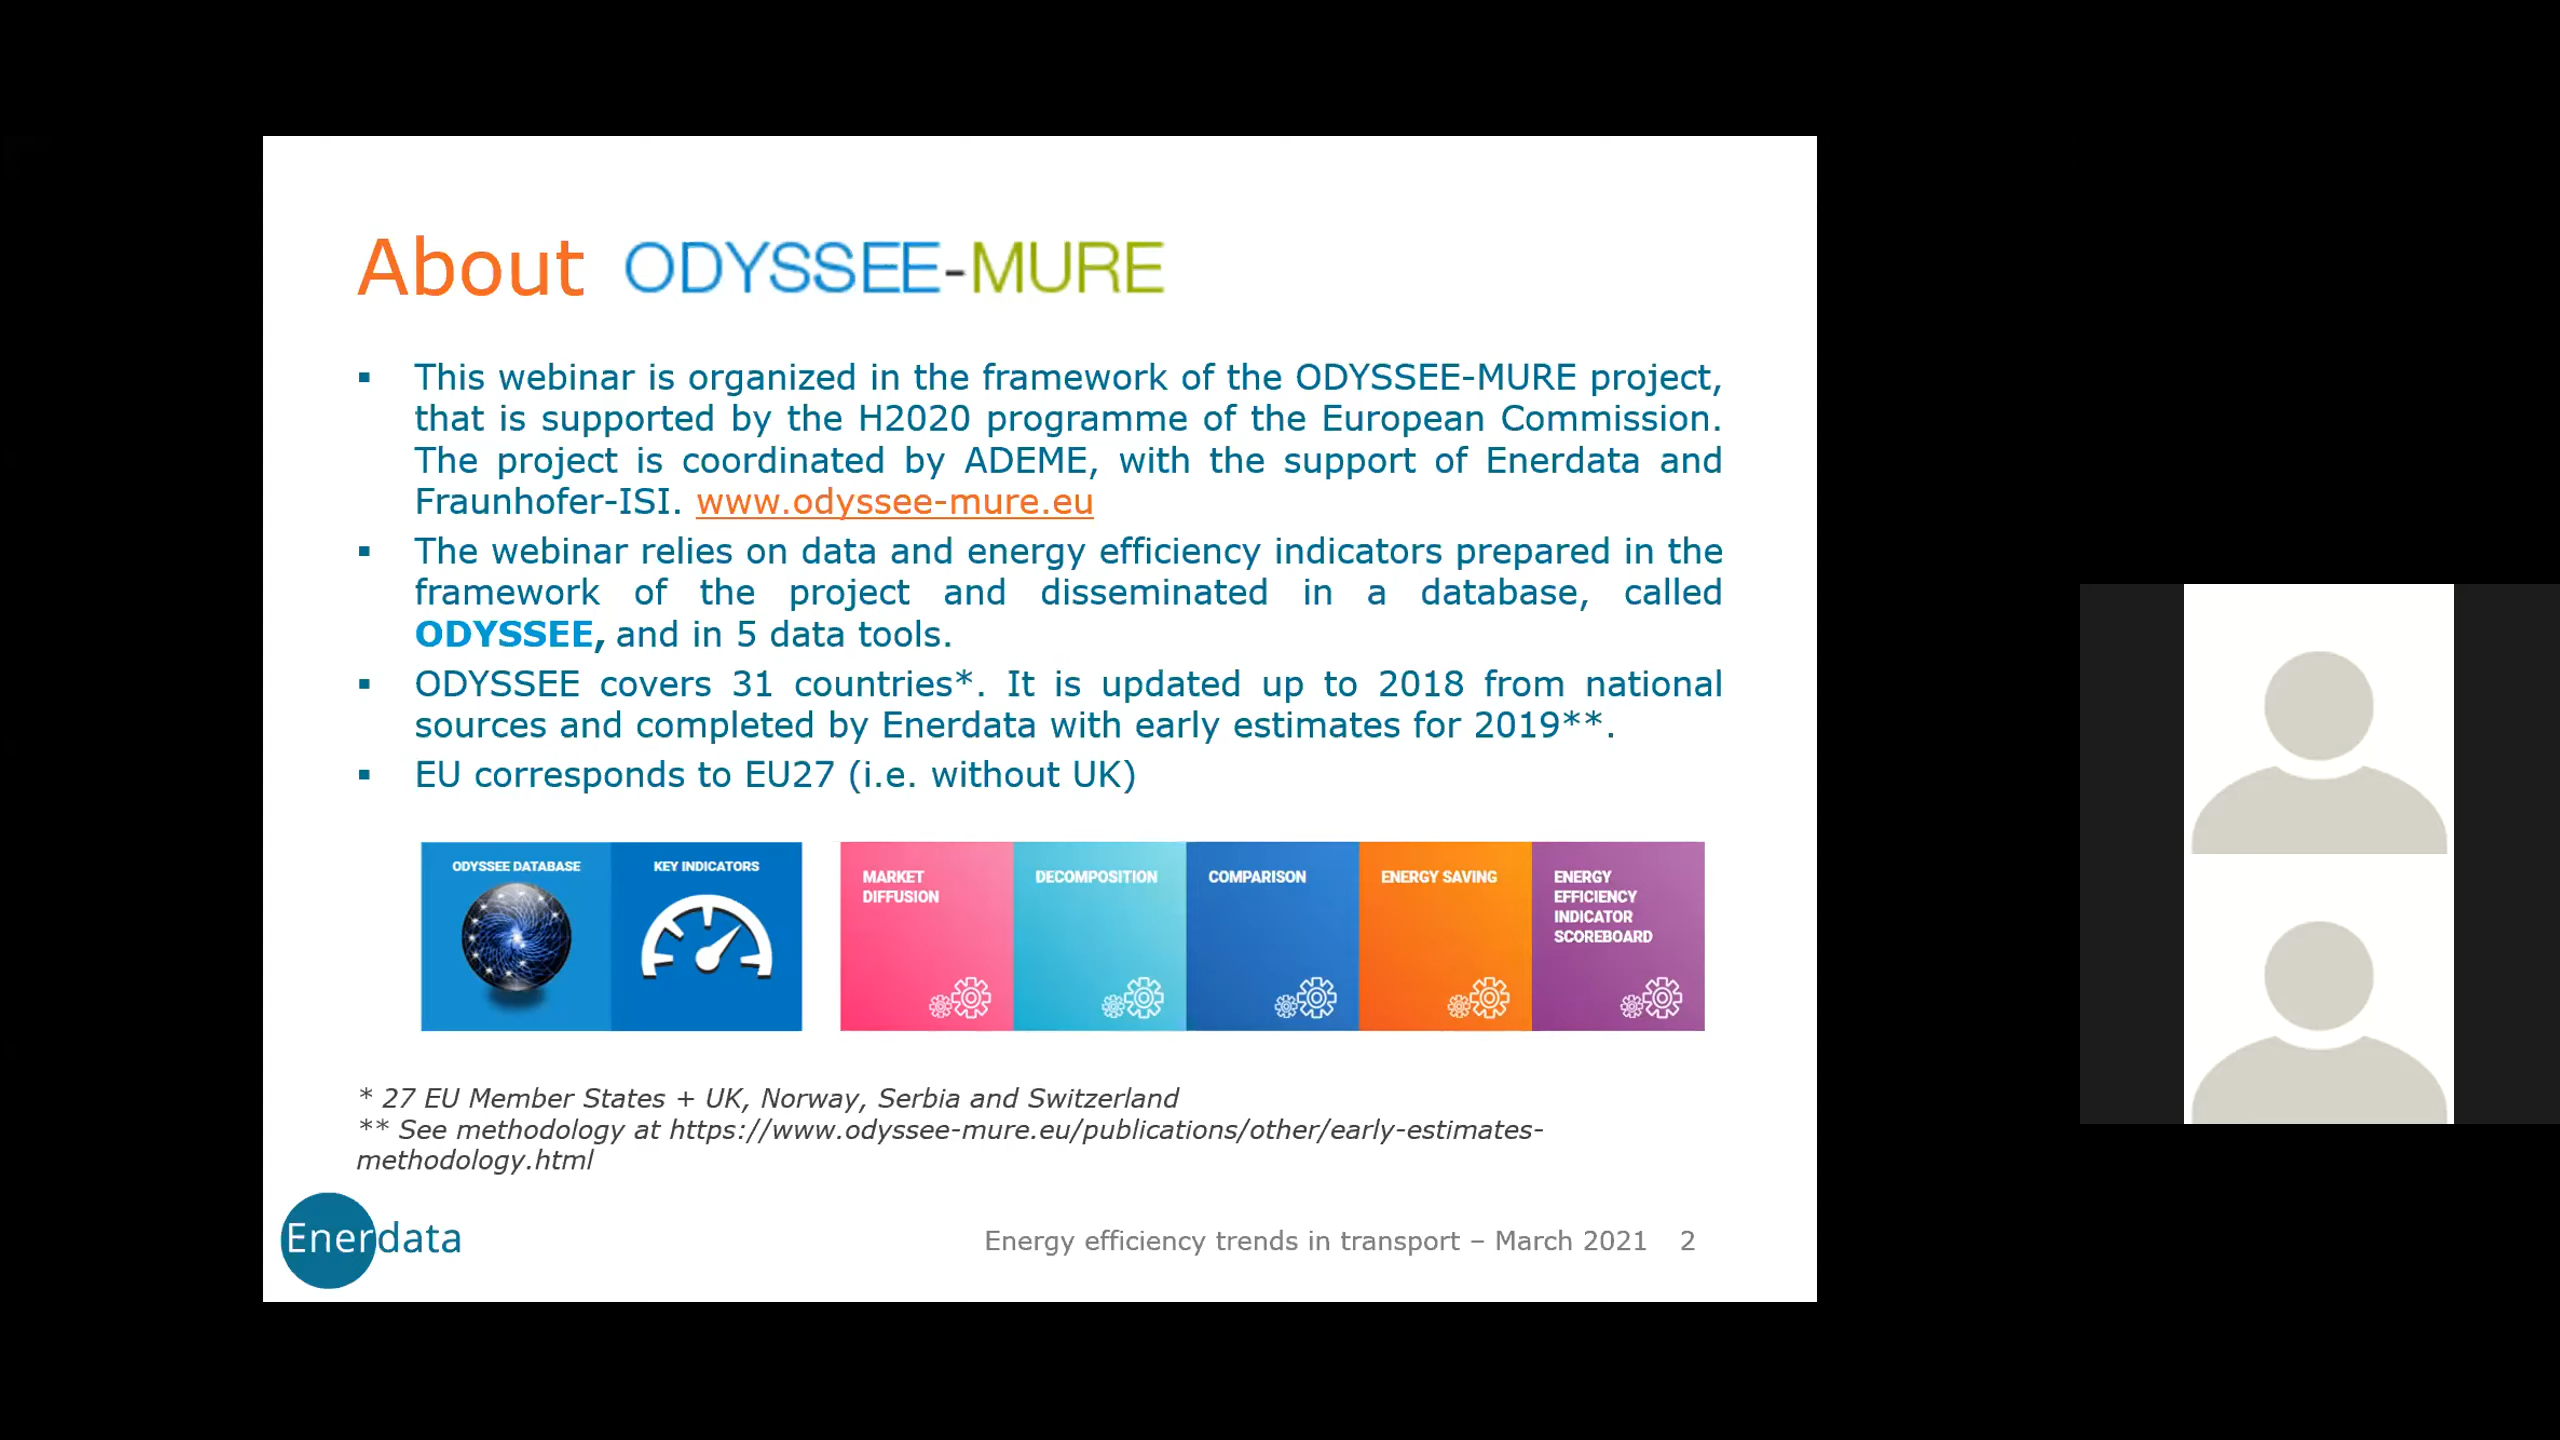 About ODYSSEE-MURE
▪ This webinar is organized in the framework of the ODYSSEE-MURE project,
that is supported by the H2020 programme of the European Commission.
The project is coordinated by ADEME, with the support of Enerdata and
Fraunhofer-ISI. www.odyssee-mure.eu
▪ The webinar relies on data and energy efficiency indicators prepared in the
framework of the project and disseminated in a database, called
ODYSSEE, and in 5 data tools.
▪ ODYSSEE covers 31 countries*. It is updated up to 2018 from national
sources and completed by Enerdata with early estimates for 2019**.
▪ EU corresponds to EU27 (i.e. without UK)
ODYSSEE DATABASE
KEY INDICATORS
MARKET
DIFFUSION
DECOMPOSITION
COMPARISON
ENERGY SAVING
ENERGY
EFFICIENCY
INDICATOR
SCOREBOARD
* 27 EU Member States + UK, Norway, Serbia and Switzerland
** See methodology at https://www.odyssee-mure.eu/publications/other/early-estimates-
methodology.html
Enerdata
Energy efficiency trends in transport – March 2021 2